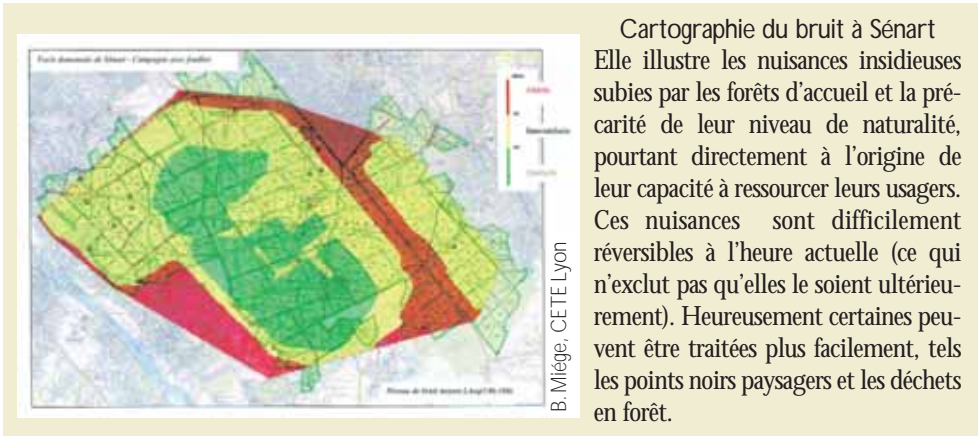 Forêt domaniale de Sénart - Campagne avec feuilles
B. Miége, CETE Lyon
Cartographie du bruit à Sénart
Elle illustre les nuisances insidieuses
subies par les forêts d'accueil et la pré-
carité de leur niveau de naturalité,
pourtant directement à l'origine de
leur capacité à ressourcer leurs usagers.
Ces nuisances sont difficilement
réversibles à l'heure actuelle (ce qui
n'exclut pas qu'elles le soient ultérieu-
rement). Heureusement certaines peu-
vent être traitées plus facilement, tels
les points noirs paysagers et les déchets
en forêt.